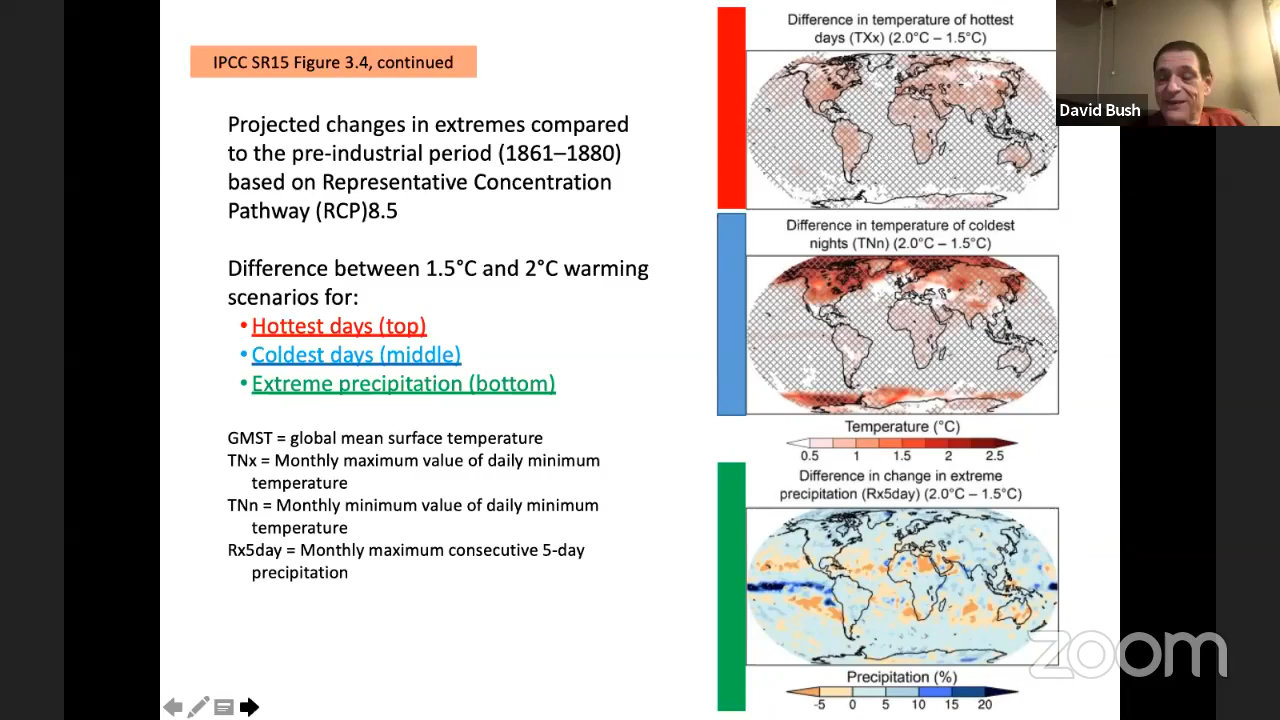 IPCC SR15 Figure 3.4, continued
Projected changes in extremes compared
to the pre-industrial period (1861–1880)
based on Representative Concentration
Pathway (RCP)8.5
Difference between 1.5°C and 2°C warming
scenarios for:
• Hottest days (top)
• Coldest days (middle)
• Extreme precipitation (bottom)
GMST = global mean surface temperature
TNx = Monthly maximum value of daily minimum
temperature
TNn = Monthly minimum value of daily minimum
temperature
Rx5day = Monthly maximum consecutive 5-day
precipitation
Difference in temperature of hottest
days (TXx) (2.0°C – 1.5°C)
Difference in temperature of coldest
nights (TNn) (2.0°C – 1.5°C)
Temperature (°C)
0.5 1 1.5 2 2.5
Difference in change in extreme
precipitation (Rx5day) (2.0°C – 1.5°C)
Precipitation (%)
-5 0 5 10 15 20
David Bush
zoom